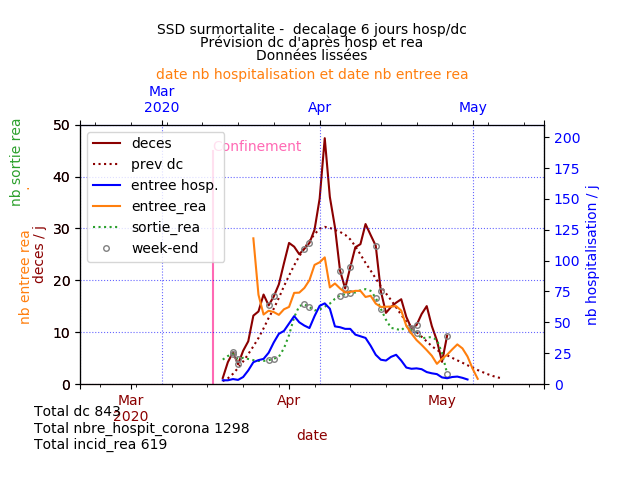 SSD surmortalite -  decalage 6 jours hosp/dc
Prévision dc d'après hosp et rea
Données lissées
date nb hospitalisation et date nb entree rea
Mar
2020
Apr
May
50
40
30
20
10
0
200
175
150
125
100
75
50
25
0
nb sortie rea
.
nb entree rea
deces / j
nb hospitalisation / j
Confinement
deces
prev dc
entree hosp.
entree_rea
sortie_rea
week-end
Mar
2020
Apr
May
date
Total dc 843
Total nbre_hospit_corona 1298
Total incid_rea 619